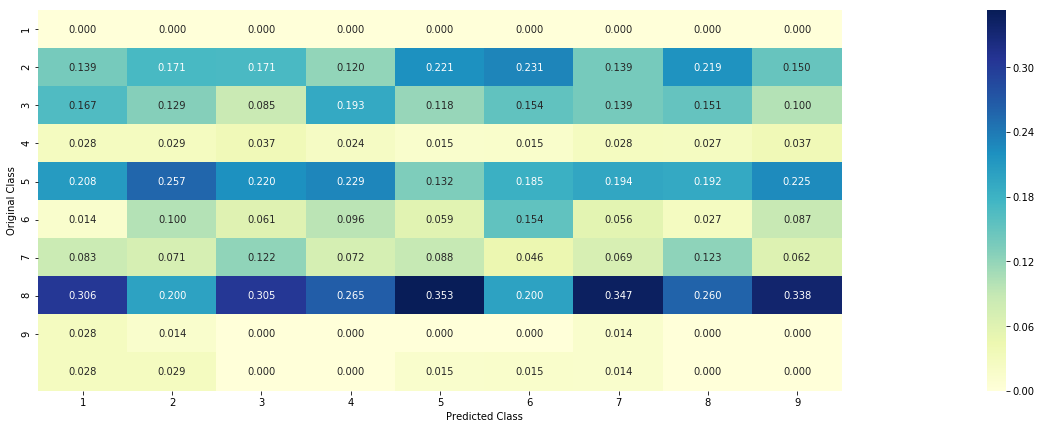 1 0.000 0.000 0.000 0.000 0.000 0.000 0.000 0.000 0.000
2 0.139 0.171 0.171 0.120 0.221 0.231 0.139 0.219 0.150
3 0.167 0.129 0.085 0.193 0.118 0.154 0.139 0.151 0.100
4 0.028 0.029 0.037 0.024 0.015 0.015 0.028 0.027 0.037
5 0.208 0.257 0.220 0.229 0.132 0.185 0.194 0.192 0.225
6 0.014 0.100 0.061 0.096 0.059 0.154 0.056 0.027 0.087
7 0.083 0.071 0.122 0.072 0.088 0.046 0.069 0.123 0.062
8 0.306 0.200 0.305 0.265 0.353 0.200 0.347 0.260 0.338
9 0.028 0.014 0.000 0.000 0.000 0.000 0.014 0.000 0.000
0.028 0.029 0.000 0.000 0.015 0.015 0.014 0.000 0.000
1 2 3 4 5 6 7 8 9
Predicted Class
Original Class
0.30
0.24
0.18
0.12
0.06
0.00